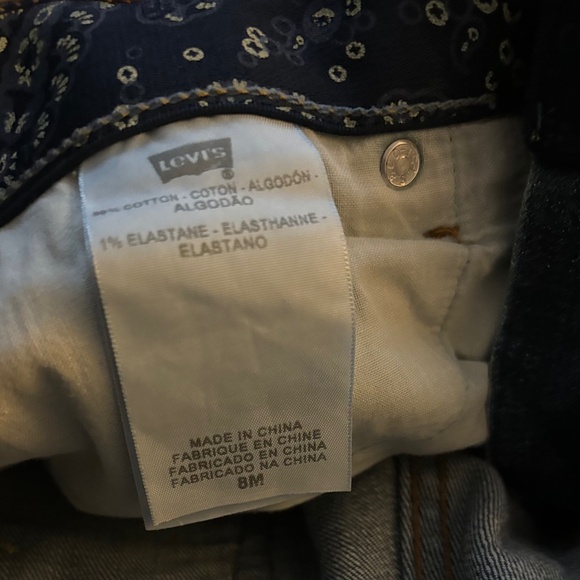 Levi's
®
99% COTTON - COTON - ALGODÓN -
ALGODÃO
1% ELASTANE - ELASTHANNE -
ELASTANO
MADE IN CHINA
FABRIQUE EN CHINE
FABRICADO EN CHINA
FABRICADO NA CHINA
8M